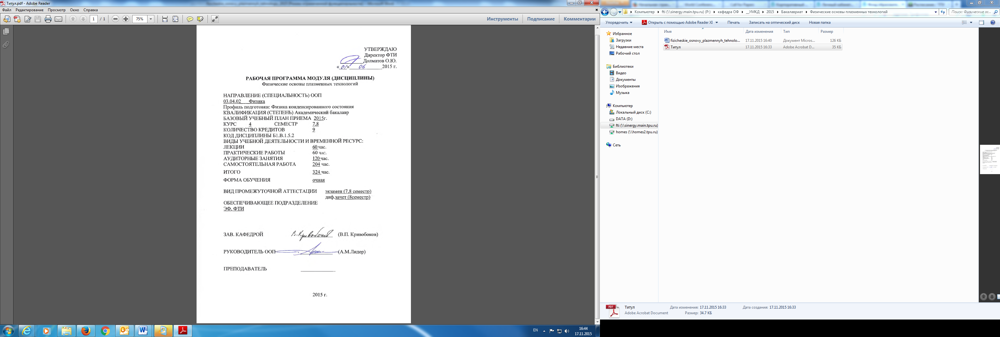 Титул.pdf - Adobe Reader
Файл Редактирование Просмотр Окно Справка
1 / 1 75% Инструменты Подписание Комментарии
УТВЕРЖДАЮ
Директор ФТИ
Долматов О.Ю.
«01» 06 2015 г.
РАБОЧАЯ ПРОГРАММА МОДУЛЯ (ДИСЦИПЛИНЫ)
Физические основы плазменных технологий
НАПРАВЛЕНИЕ (СПЕЦИАЛЬНОСТЬ) ООП
03.04.02 Физика
Профиль подготовки: Физика конденсированного состояния
КВАЛИФИКАЦИЯ (СТЕПЕНЬ) Академический бакалавр
БАЗОВЫЙ УЧЕБНЫЙ ПЛАН ПРИЕМА 2015г.
КУРС 4 СЕМЕСТР 7,8
КОЛИЧЕСТВО КРЕДИТОВ 9
КОД ДИСЦИПЛИНЫ Б1.В.1.5.2
ВИДЫ УЧЕБНОЙ ДЕЯТЕЛЬНОСТИ И ВРЕМЕННОЙ РЕСУРС:
ЛЕКЦИИ 60 час.
ПРАКТИЧЕСКИЕ РАБОТЫ 60 час.
АУДИТОРНЫЕ ЗАНЯТИЯ 120 час.
САМОСТОЯТЕЛЬНАЯ РАБОТА 204 час.
ИТОГО 324 час.
ФОРМА ОБУЧЕНИЯ очная
ВИД ПРОМЕЖУТОЧНОЙ АТТЕСТАЦИИ экзамен (7,8 семестр)
диф.зачет (8семестр)
ОБЕСПЕЧИВАЮЩЕЕ ПОДРАЗДЕЛЕНИЕ
ЭФ, ФТИ
ЗАВ. КАФЕДРОЙ В.Кривобоков (В.П. Кривобоков)
РУКОВОДИТЕЛЬ ООП (А.М.Лидер)
ПРЕПОДАВАТЕЛЬ
2015 г.
EN 16:44
17.11.2015
Компьютер fti (\\sinergy.main.tpu.ru) (P:) кафедра ОФ __УМКД 2015 Бакалавриат Физические основы плазменных технологий Поиск: Физические ос...
Упорядочить Открыть с помощью Adobe Reader XI Печать Записать на оптический диск Новая папка
Избранное
Загрузки
Недавние места
Рабочий стол
Библиотеки
Видео
Документы
Изображения
Музыка
Компьютер
Локальный диск (C:)
DATA (D:)
fti (\\sinergy.main.tpu.ru)
homes (\\homes2.tpu.ru)
Сеть
Имя Дата изменения Тип Размер
fizicheskie_osnovy_plazmennyh_tehnolo... 17.11.2015 16:40 Документ Micros... 126 КБ
Титул 17.11.2015 16:33 Adobe Acrobat D... 35 КБ
Титул Дата изменения: 17.11.2015 16:33 Дата создания: 17.11.2015 16:33
Adobe Acrobat Document Размер: 34.7 КБ